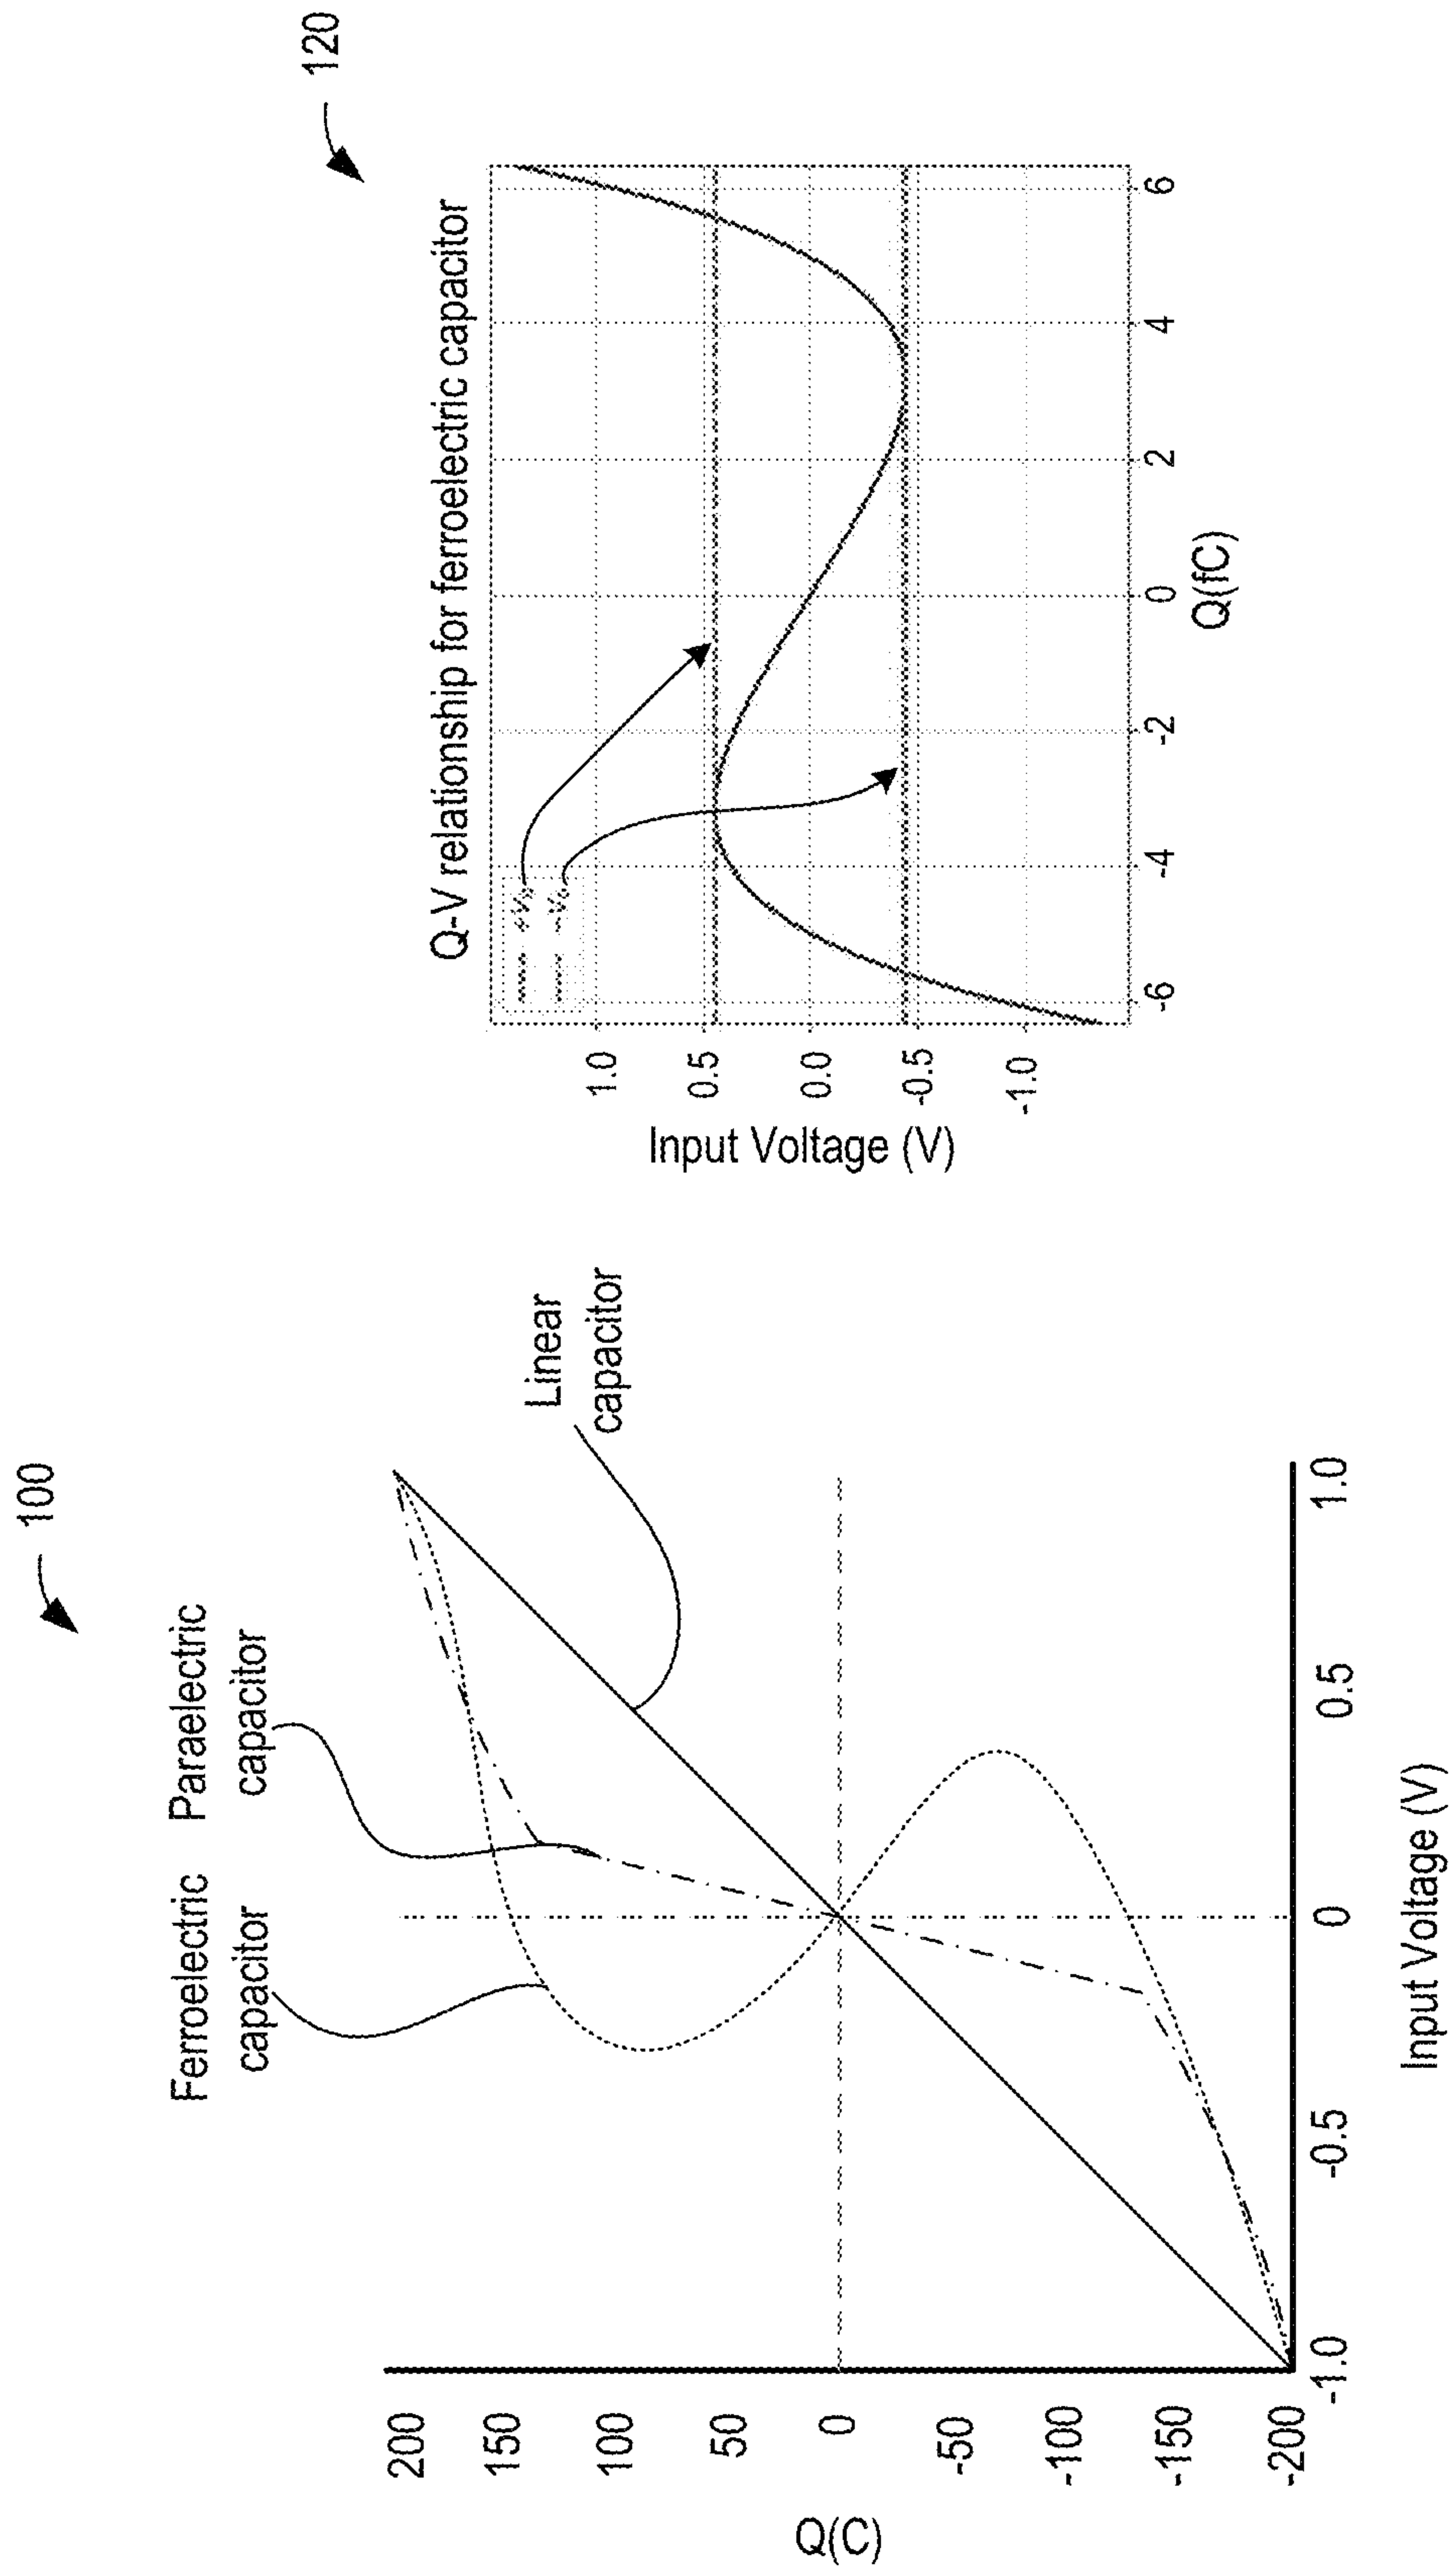 100
Ferroelectric
capacitor
Paraelectric
capacitor
Linear
capacitor
200
150
100
50
0
-50
-100
-150
-200
Q(C)
-1.0
-0.5
0
0.5
1.0
Input Voltage (V)
120
Q-V relationship for ferroelectric capacitor
1.0
0.5
0.0
-0.5
-1.0
Input Voltage (V)
-6
-4
-2
0
2
4
6
Q(fC)